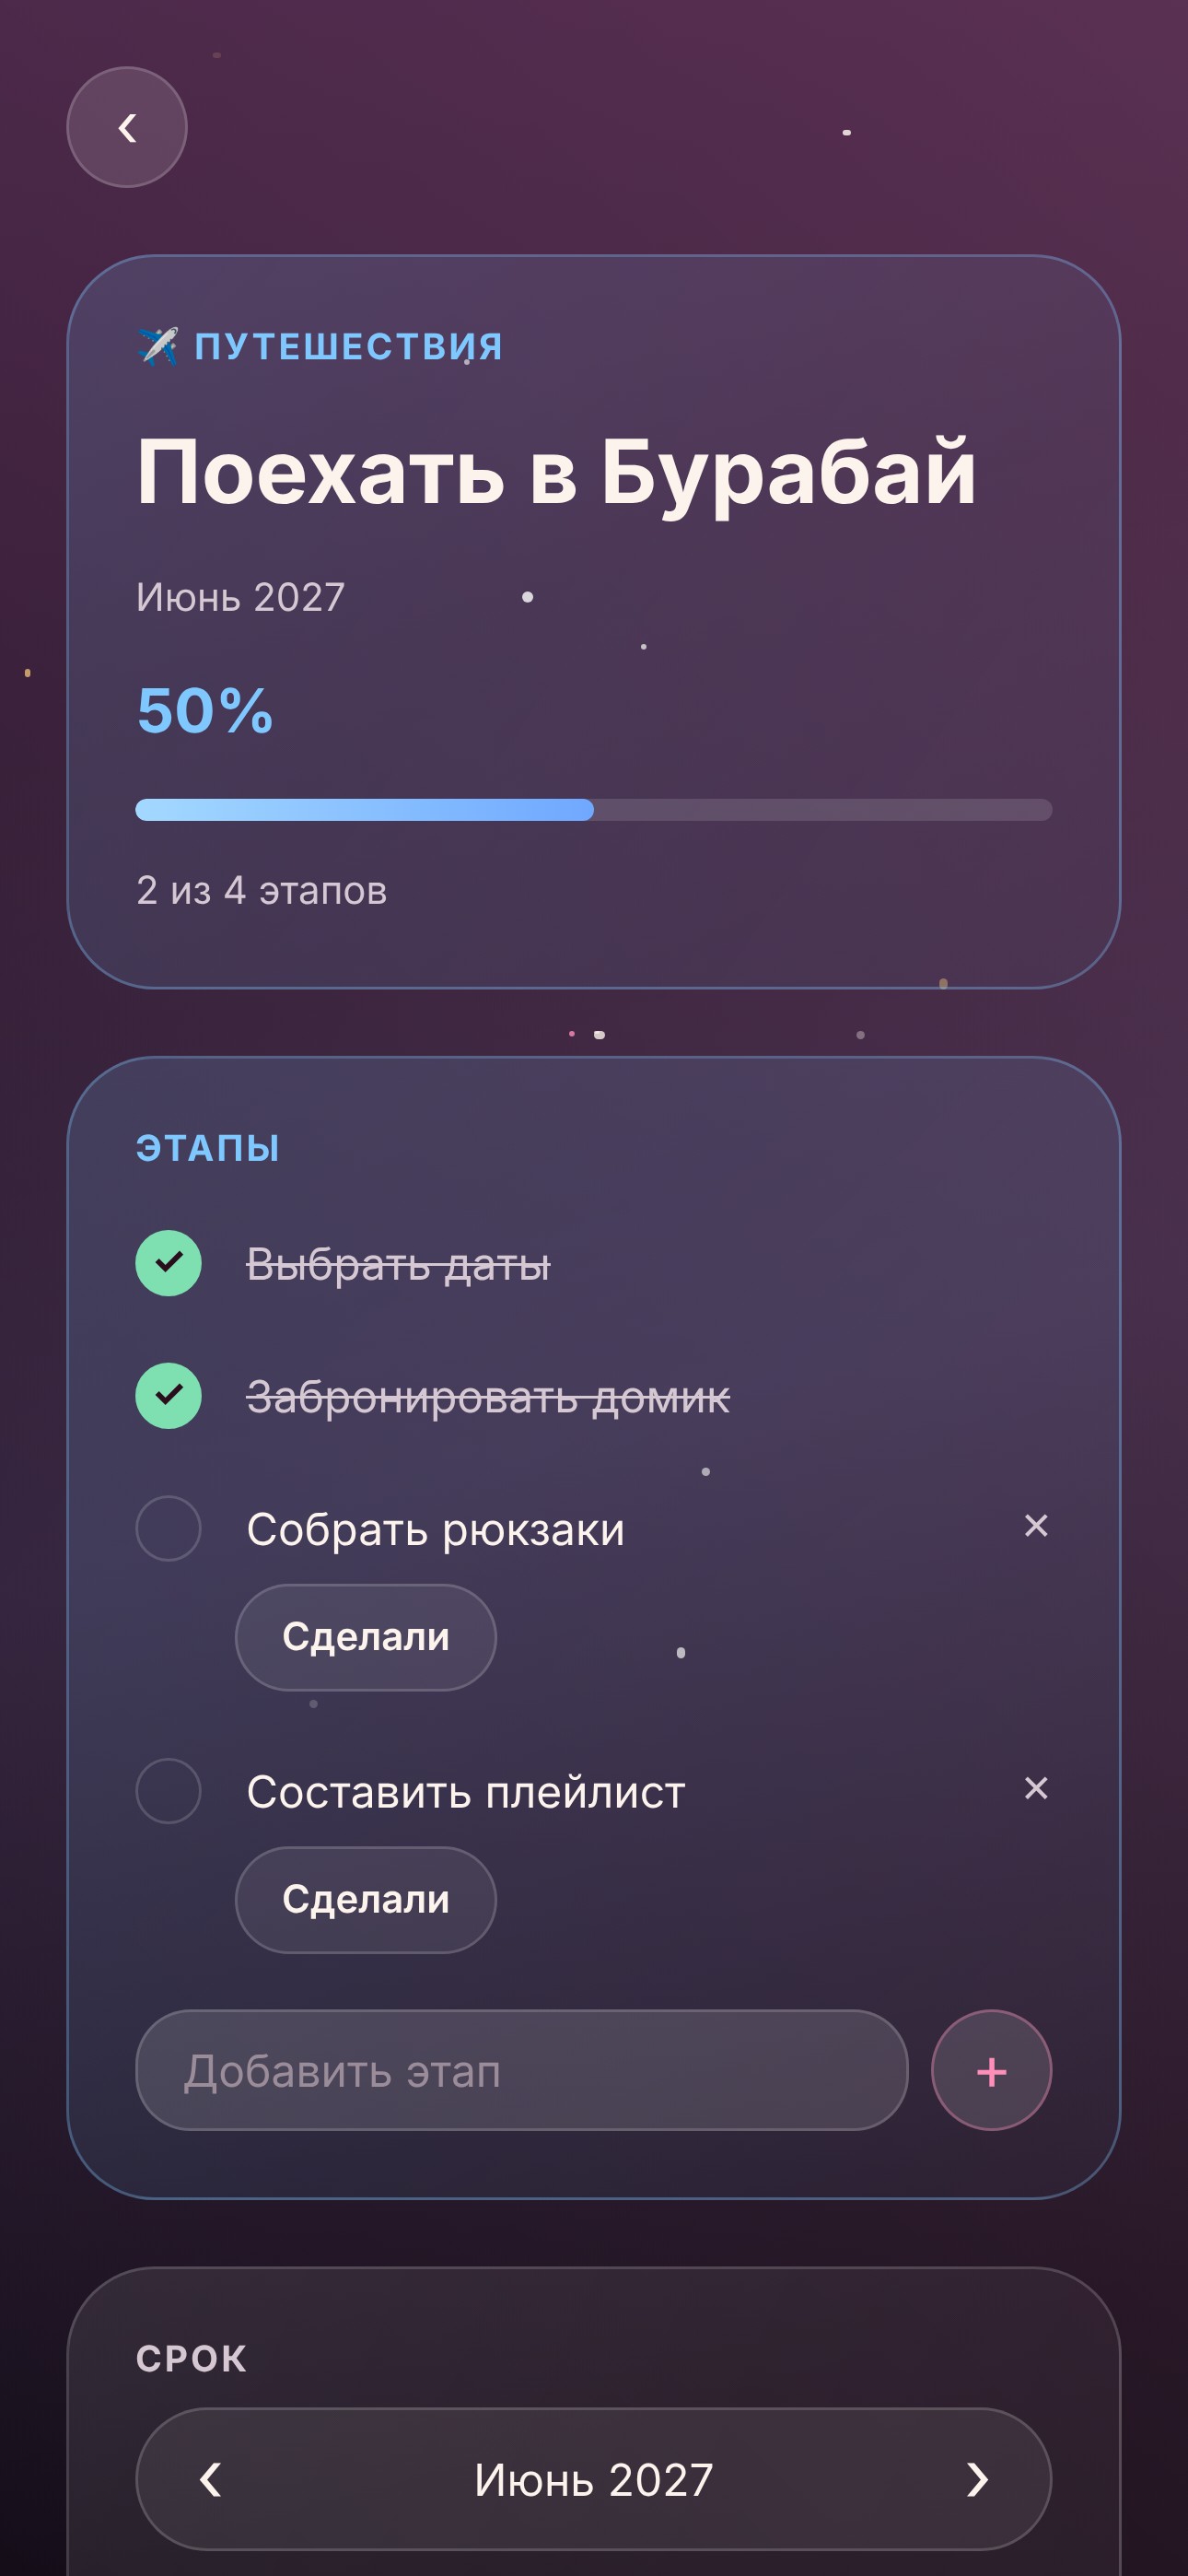 ПУТЕШЕСТВИЯ
Поехать в Бурабай
Июнь 2027
50%
2 из 4 этапов
ЭТАПЫ
Выбрать даты
Забронировать домик
Собрать рюкзаки
Сделали
Составить плейлист
Сделали
Добавить этап
СРОК
Июнь 2027